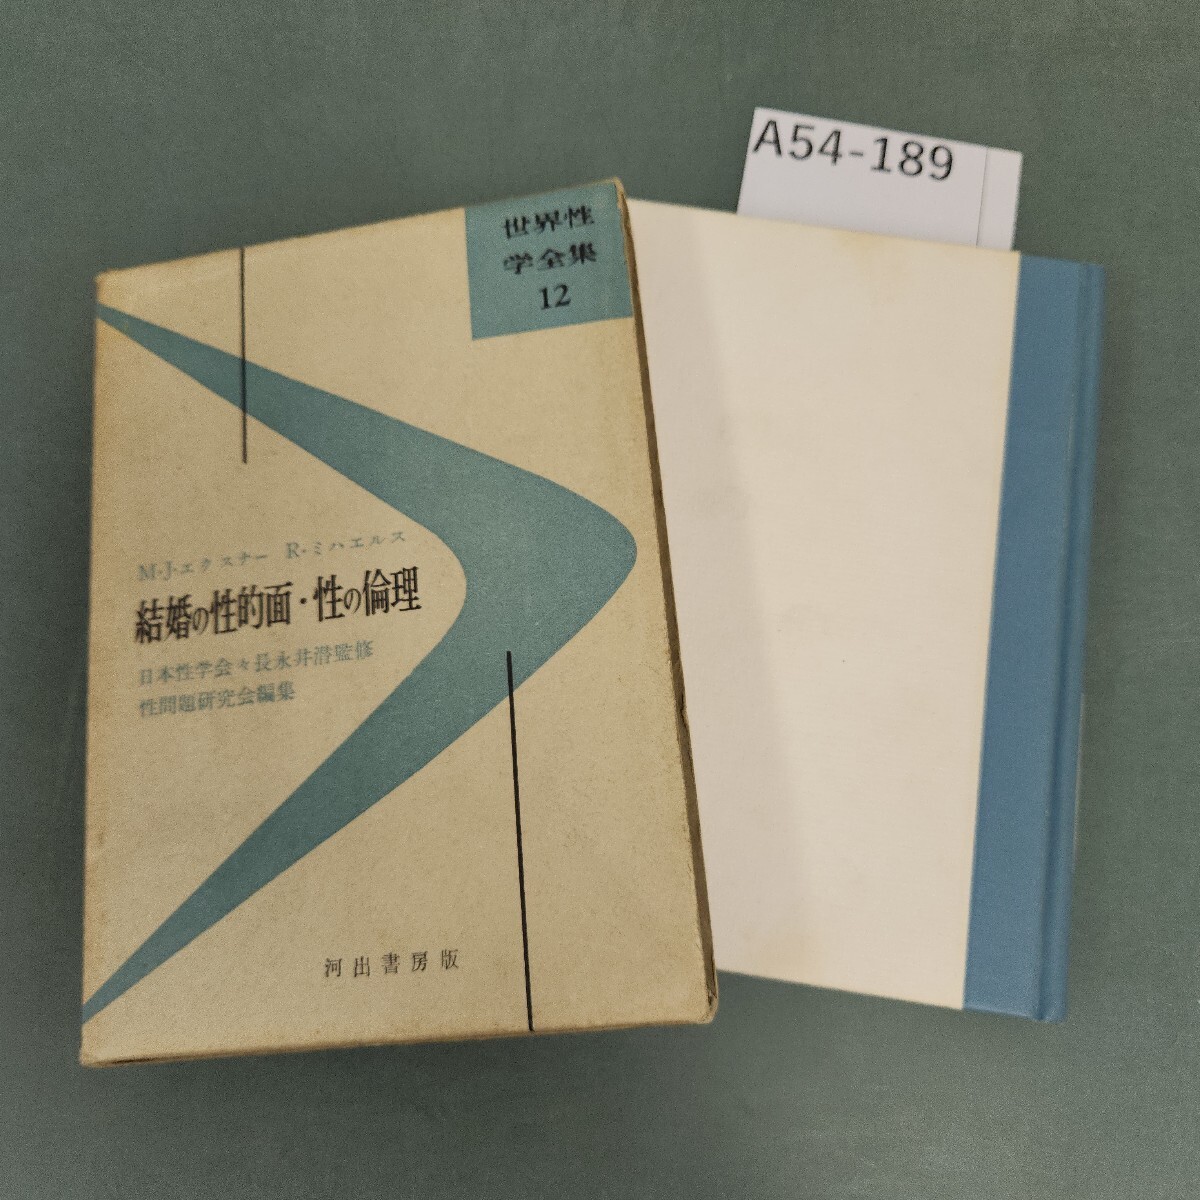 A54-189
世界性
学全集
12
M・J・エクスナー R・ミハエルス
結婚の性的面・性の倫理
日本性学会々長永井潜監修
性問題研究会編集
河出書房版